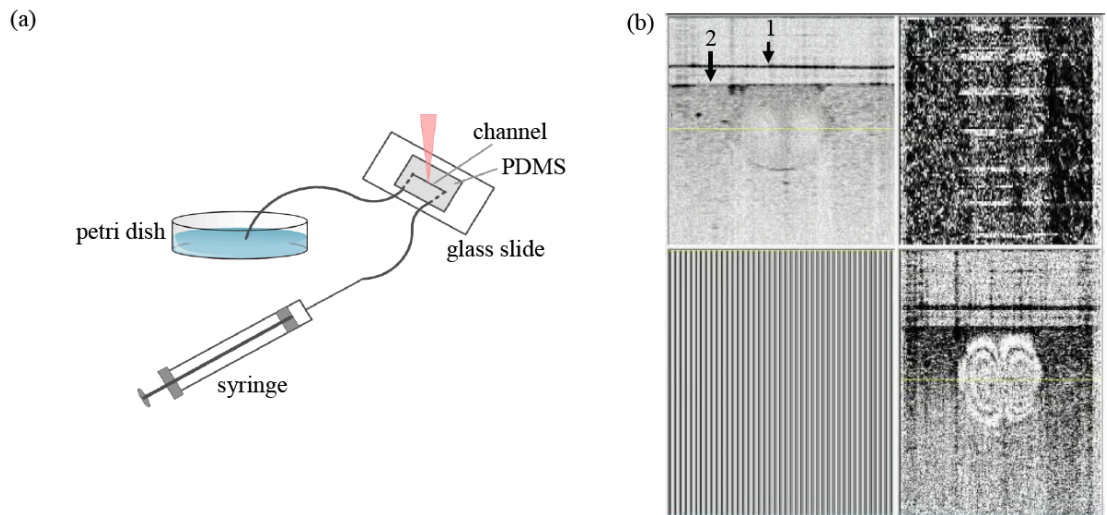 (a)
channel
PDMS
petri dish
glass slide
syringe
(b)
1
2